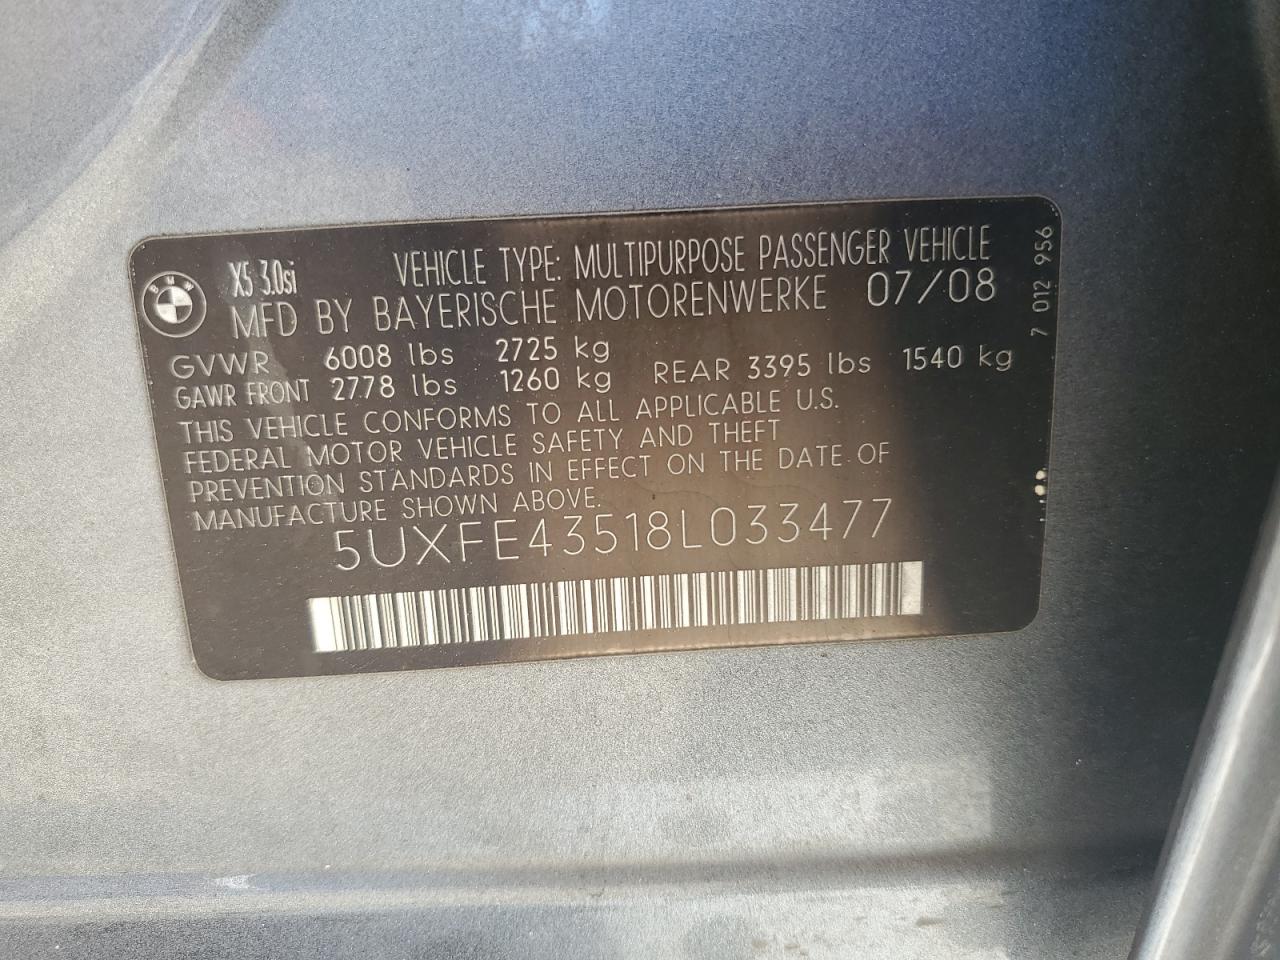 BMW
X5 3.0si
VEHICLE TYPE: MULTIPURPOSE PASSENGER VEHICLE
MFD BY BAYERISCHE MOTORENWERKE 07/08
GVWR 6008 lbs 2725 kg
GAWR FRONT 2778 lbs 1260 kg REAR 3395 lbs 1540 kg
THIS VEHICLE CONFORMS TO ALL APPLICABLE U.S.
FEDERAL MOTOR VEHICLE SAFETY AND THEFT
PREVENTION STANDARDS IN EFFECT ON THE DATE OF
MANUFACTURE SHOWN ABOVE.
5UXFE43518L033477
7 012 956